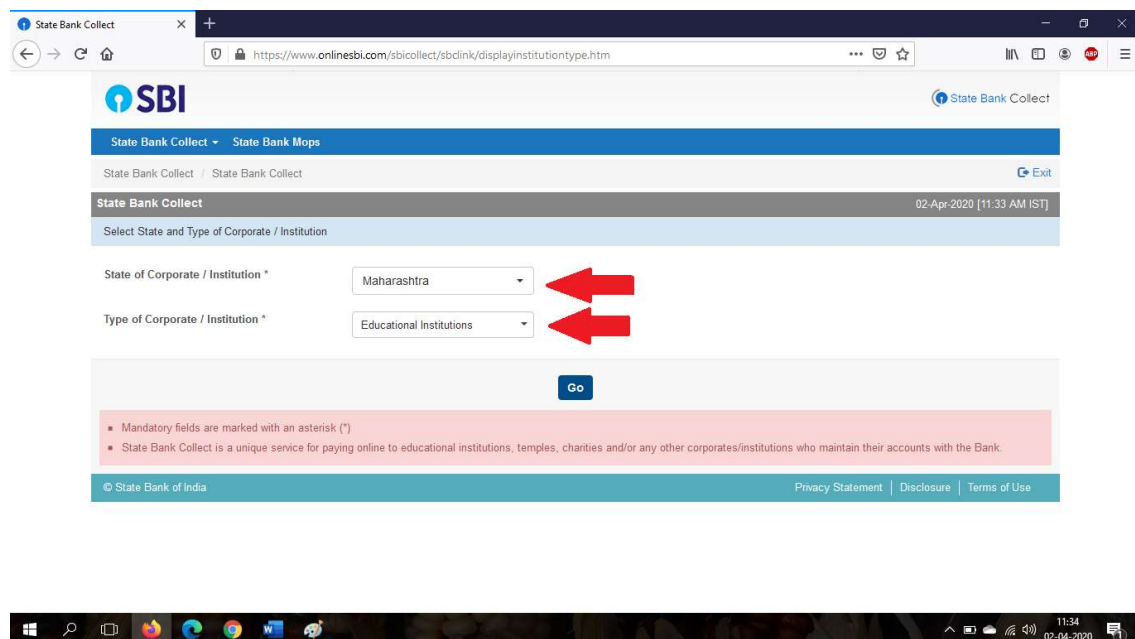 State Bank Collect
https://www.onlinesbi.com/sbicollect/sbclink/displayinstitutiontype.htm
ABP
SBI
State Bank Collect
State Bank Collect State Bank Mops
State Bank Collect / State Bank Collect
Exit
State Bank Collect
02-Apr-2020 [11:33 AM IST]
Select State and Type of Corporate / Institution
State of Corporate / Institution *
Maharashtra
Type of Corporate / Institution *
Educational Institutions
Go
Mandatory fields are marked with an asterisk (*)
State Bank Collect is a unique service for paying online to educational institutions, temples, charities and/or any other corporates/institutions who maintain their accounts with the Bank.
© State Bank of India
Privacy Statement | Disclosure | Terms of Use
11:34
02-04-2020